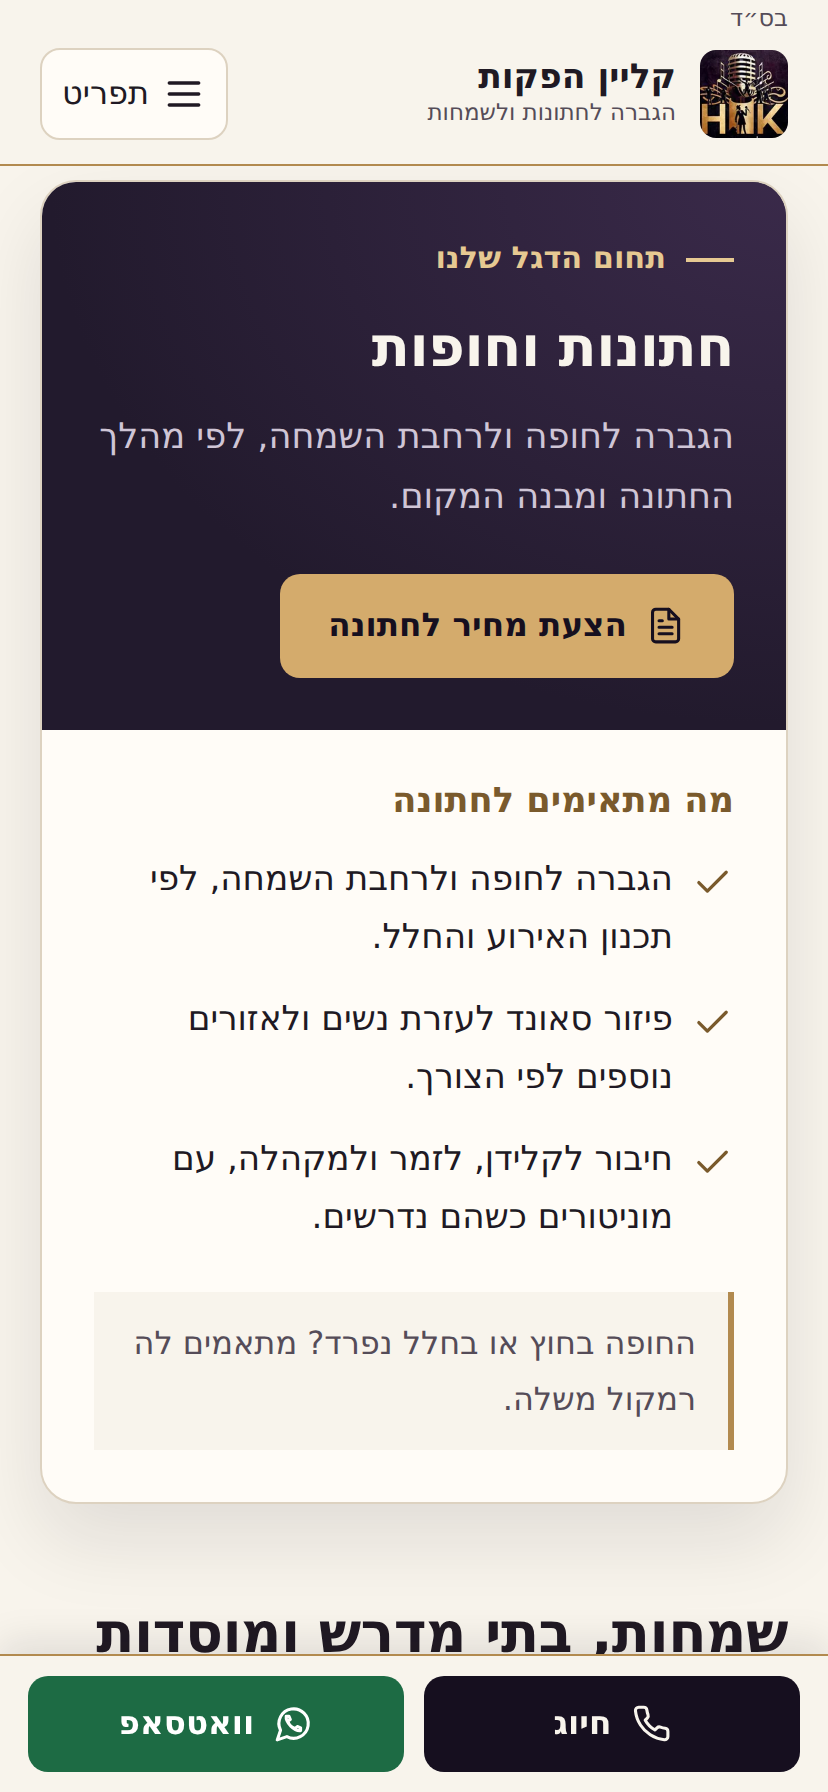 בס״ד
קליין הפקות
הגברה לחתונות ולשמחות
תפריט
תחום הדגל שלנו
חתונות וחופות
הגברה לחופה ולרחבת השמחה, לפי מהלך
החתונה ומבנה המקום.
הצעת מחיר לחתונה
מה מתאימים לחתונה
הגברה לחופה ולרחבת השמחה, לפי
תכנון האירוע והחלל.
פיזור סאונד לעזרת נשים ולאזורים
נוספים לפי הצורך.
חיבור לקלידן, לזמר ולמקהלה, עם
מוניטורים כשהם נדרשים.
החופה בחוץ או בחלל נפרד? מתאמים לה
רמקול משלה.
שמחות, בתי מדרש ומוסדות
חיוג
וואטסאפ